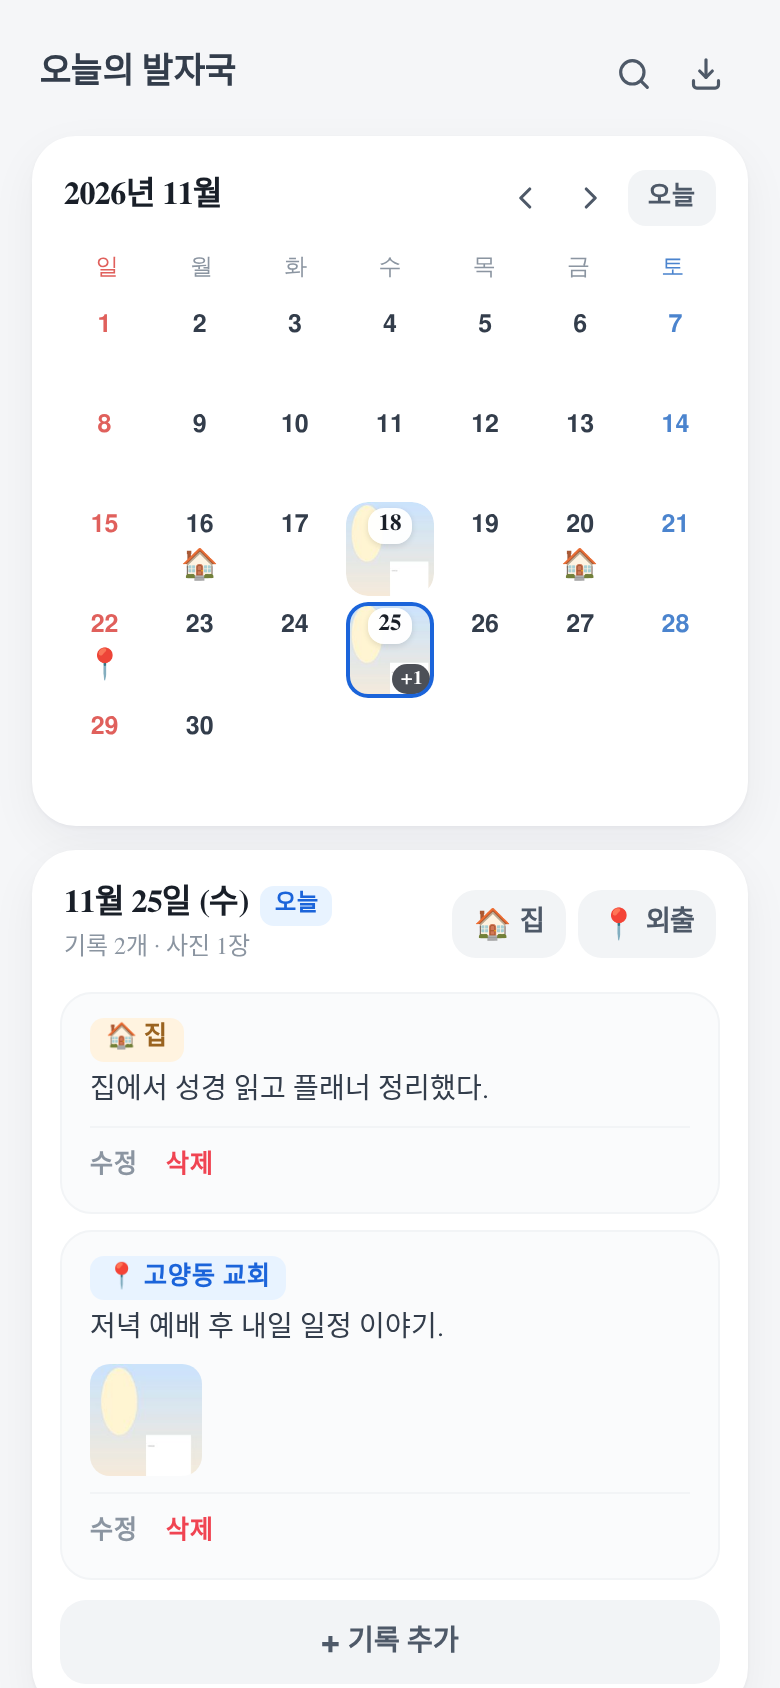 오늘의 발자국
2026년 11월
오늘
일 월 화 수 목 금 토
1 2 3 4 5 6 7
8 9 10 11 12 13 14
15 16 17 18 19 20 21
22 23 24 25 26 27 28
+1
29 30
11월 25일 (수) 오늘
기록 2개 · 사진 1장
집 외출
집
집에서 성경 읽고 플래너 정리했다.
수정 삭제
고양동 교회
저녁 예배 후 내일 일정 이야기.
수정 삭제
+ 기록 추가